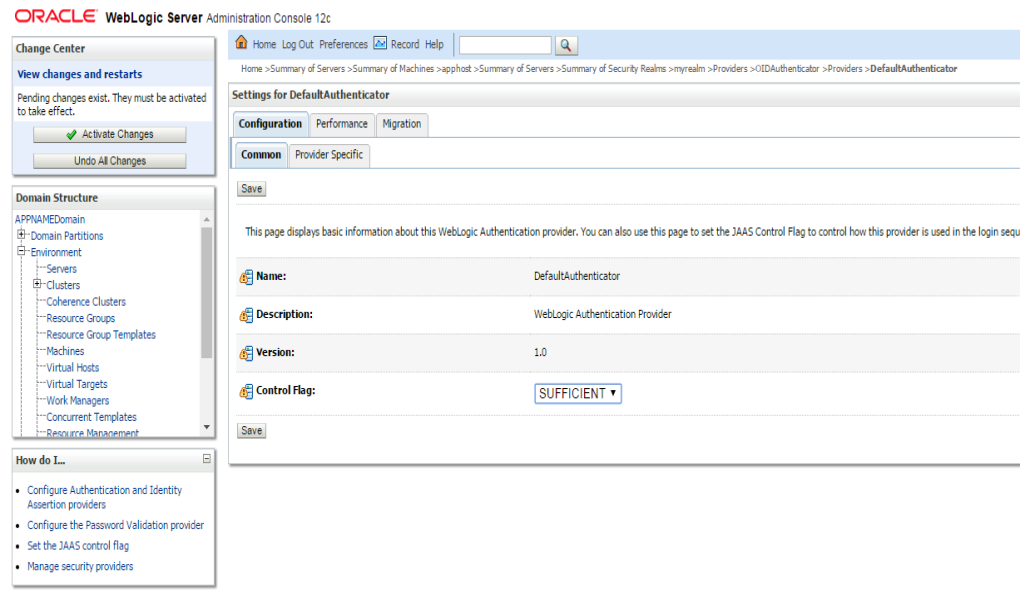 ORACLE WebLogic Server Administration Console 12c
Change Center
View changes and restarts
Pending changes exist. They must be activated
to take effect.
Activate Changes
Undo All Changes
Domain Structure
APPNAMEDomain
Domain Partitions
Environment
Servers
Clusters
Coherence Clusters
Resource Groups
Resource Group Templates
Machines
Virtual Hosts
Virtual Targets
Work Managers
Concurrent Templates
Resource Management
How do I...
Configure Authentication and Identity
Assertion providers
Configure the Password Validation provider
Set the JAAS control flag
Manage security providers
Home Log Out Preferences Record Help
Home >Summary of Servers >Summary of Machines >apphost >Summary of Servers >Summary of Security Realms >myrealm >Providers >OIDAuthenticator >Providers >DefaultAuthenticator
Settings for DefaultAuthenticator
Configuration Performance Migration
Common Provider Specific
Save
This page displays basic information about this WebLogic Authentication provider. You can also use this page to set the JAAS Control Flag to control how this provider is used in the login sequ
Name: DefaultAuthenticator
Description: WebLogic Authentication Provider
Version: 1.0
Control Flag: SUFFICIENT
Save